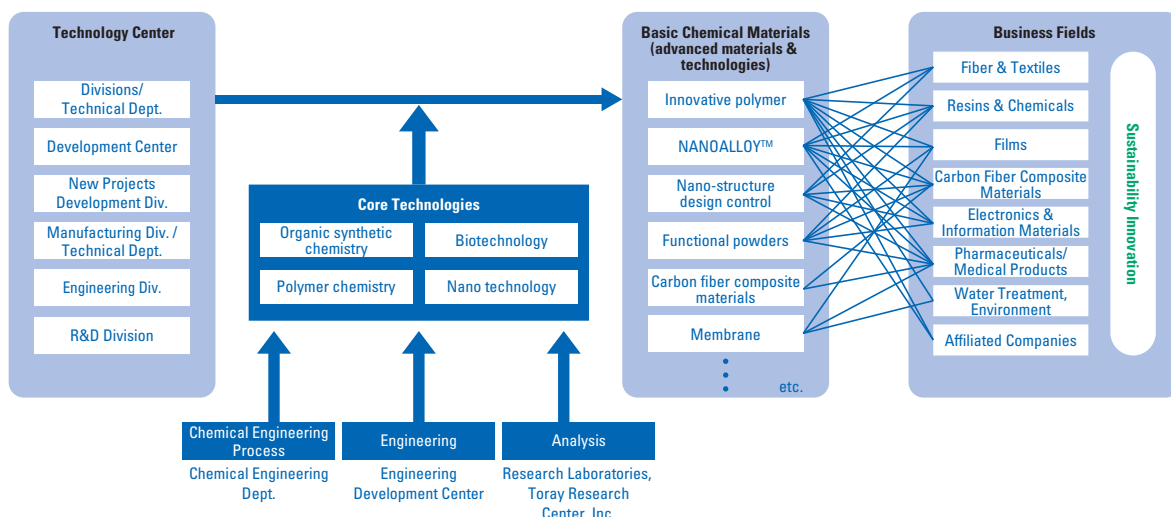 Technology Center
Divisions/
Technical Dept.
Development Center
New Projects
Development Div.
Manufacturing Div. /
Technical Dept.
Engineering Div.
R&D Division
Core Technologies
Organic synthetic
chemistry
Biotechnology
Polymer chemistry
Nano technology
Chemical Engineering
Process
Chemical Engineering
Dept.
Engineering
Engineering
Development Center
Analysis
Research Laboratories,
Toray Research
Center, Inc.
Basic Chemical Materials
(advanced materials &
technologies)
Innovative polymer
NANOALLOY™
Nano-structure
design control
Functional powders
Carbon fiber composite
materials
Membrane
etc.
Business Fields
Fiber & Textiles
Resins & Chemicals
Films
Carbon Fiber Composite
Materials
Electronics &
Information Materials
Pharmaceuticals/
Medical Products
Water Treatment,
Environment
Affiliated Companies
Sustainability Innovation